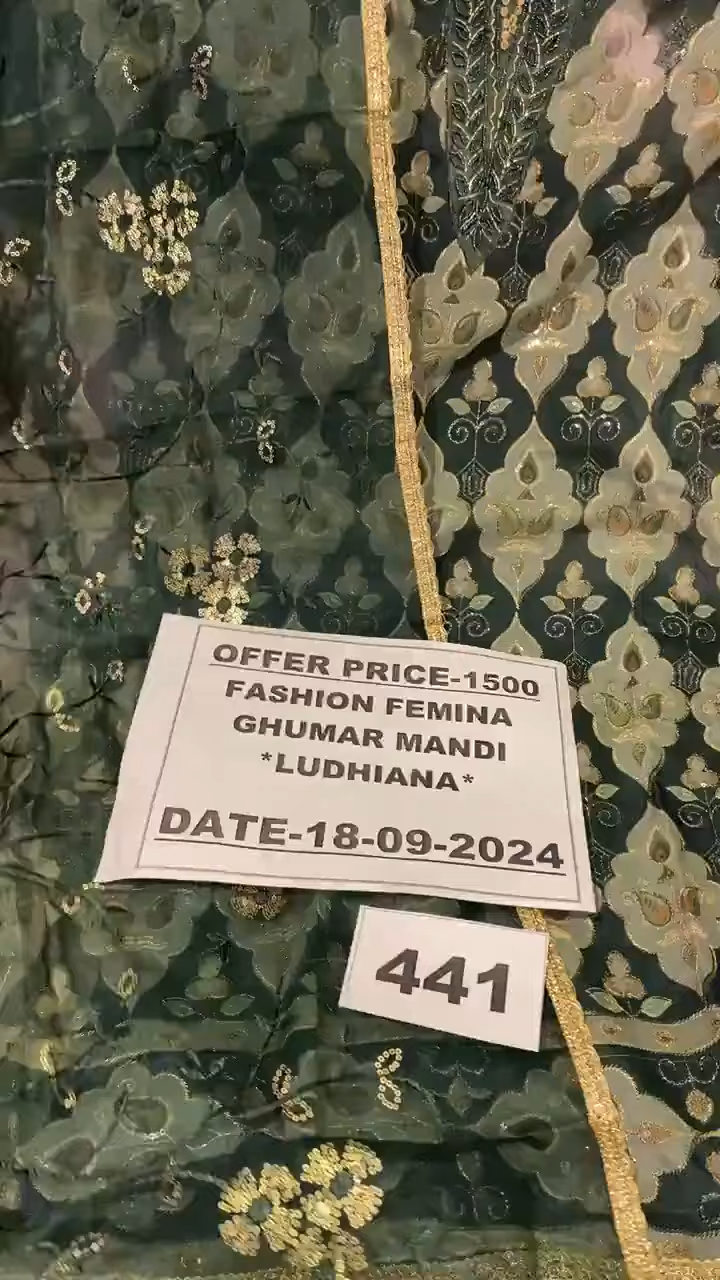 OFFER PRICE-1500
FASHION FEMINA
GHUMAR MANDI
*LUDHIANA*
DATE-18-09-2024
441